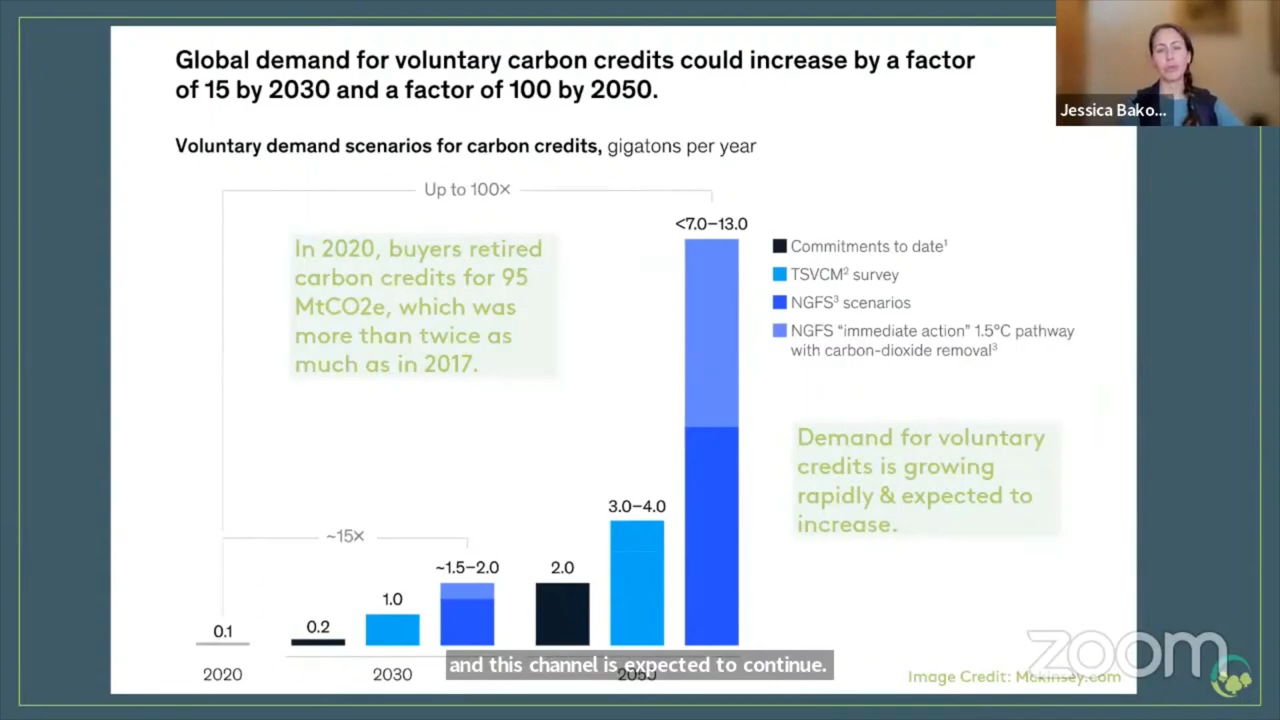 Global demand for voluntary carbon credits could increase by a factor
of 15 by 2030 and a factor of 100 by 2050.
Jessica Bako...
Voluntary demand scenarios for carbon credits, gigatons per year
Up to 100×
<7.0–13.0
In 2020, buyers retired
carbon credits for 95
MtCO2e, which was
more than twice as
much as in 2017.
Commitments to date¹
TSVCM² survey
NGFS³ scenarios
NGFS “immediate action” 1.5°C pathway
with carbon-dioxide removal³
Demand for voluntary
credits is growing
rapidly & expected to
increase.
3.0–4.0
~15×
~1.5–2.0
2.0
1.0
0.2
0.1
2020
2030
2050
and this channel is expected to continue.
zoom
Image Credit: Mckinsey.com